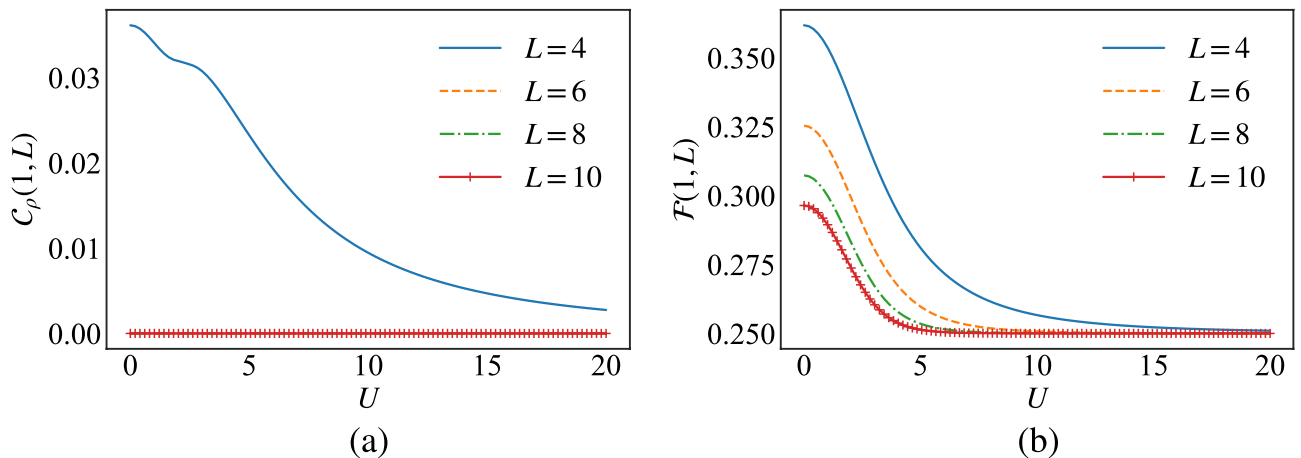 0.03
0.02
0.01
0.00
𝒞ρ(1, L)
L=4
L=6
L=8
L=10
0 5 10 15 20
U
(a)
0.350
0.325
0.300
0.275
0.250
ℱ(1, L)
L=4
L=6
L=8
L=10
0 5 10 15 20
U
(b)